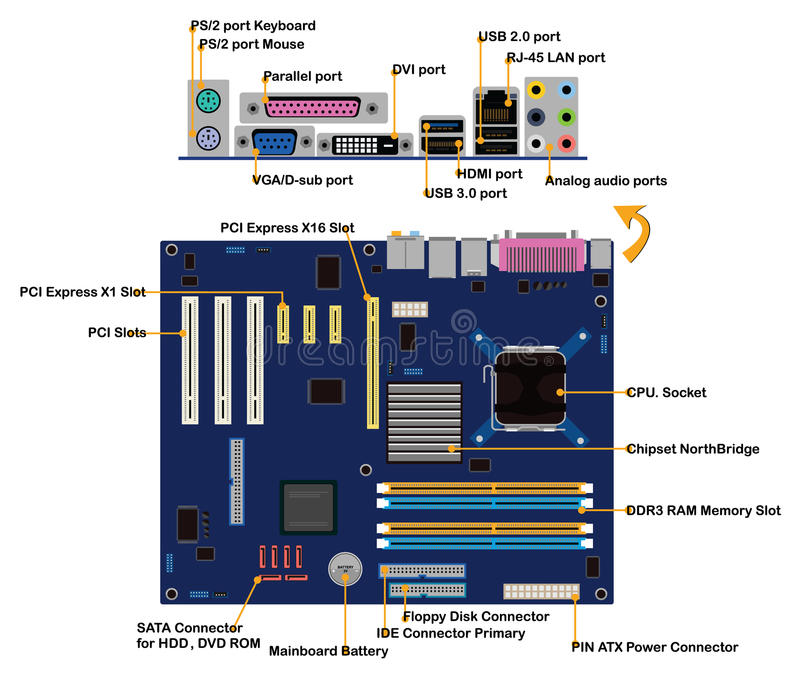 PS/2 port Keyboard
PS/2 port Mouse
Parallel port
DVI port
USB 2.0 port
RJ-45 LAN port
VGA/D-sub port
HDMI port
USB 3.0 port
Analog audio ports
PCI Express X16 Slot
PCI Express X1 Slot
PCI Slots
dreamstime
CPU. Socket
Chipset NorthBridge
DDR3 RAM Memory Slot
BATTERY
SATA Connector
for HDD , DVD ROM
Mainboard Battery
Floppy Disk Connector
IDE Connector Primary
PIN ATX Power Connector